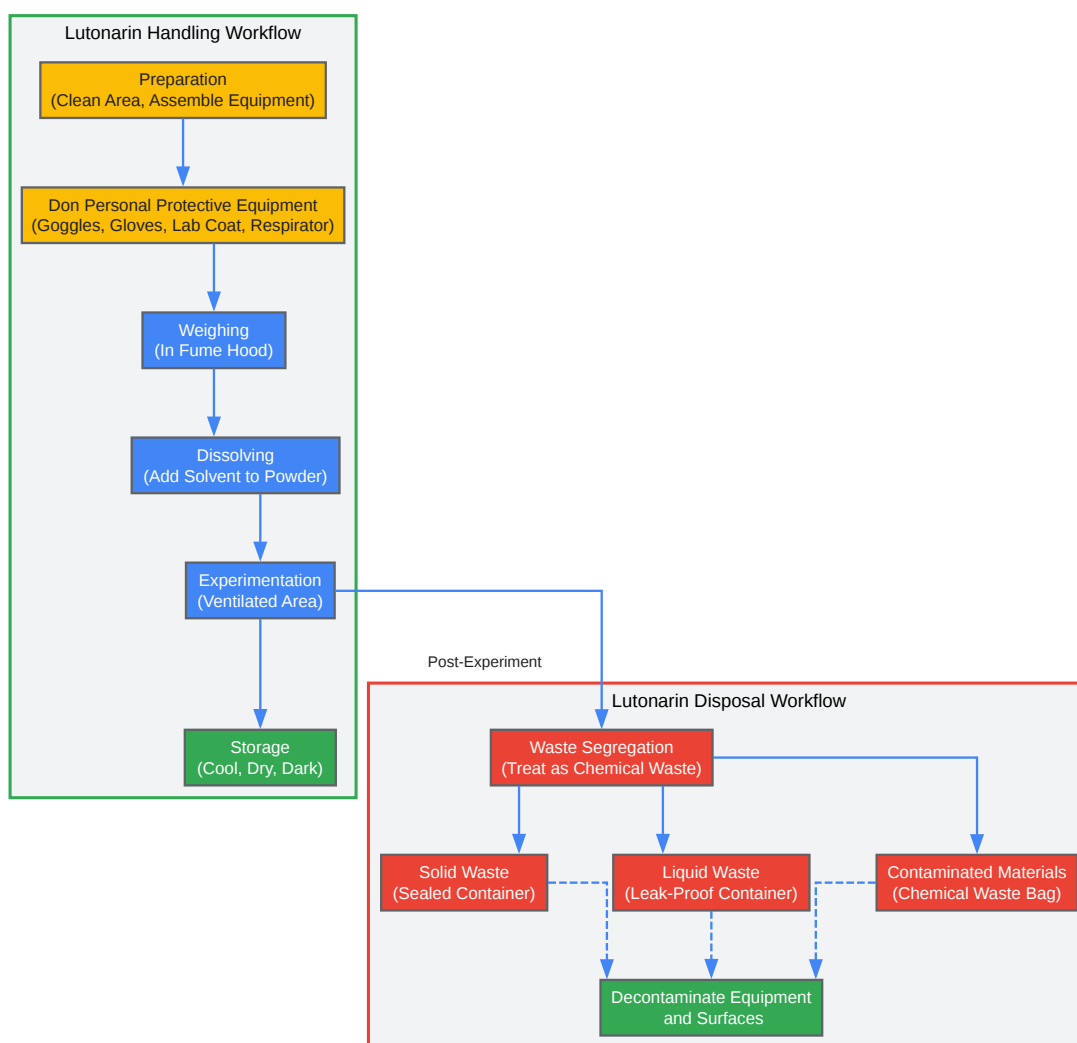 Lutonarin Handling Workflow
Preparation
(Clean Area, Assemble Equipment)
Don Personal Protective Equipment
(Goggles, Gloves, Lab Coat, Respirator)
Weighing
(In Fume Hood)
Dissolving
(Add Solvent to Powder)
Experimentation
(Ventilated Area)
Storage
(Cool, Dry, Dark)
Post-Experiment
Lutonarin Disposal Workflow
Waste Segregation
(Treat as Chemical Waste)
Solid Waste
(Sealed Container)
Liquid Waste
(Leak-Proof Container)
Contaminated Materials
(Chemical Waste Bag)
Decontaminate Equipment
and Surfaces